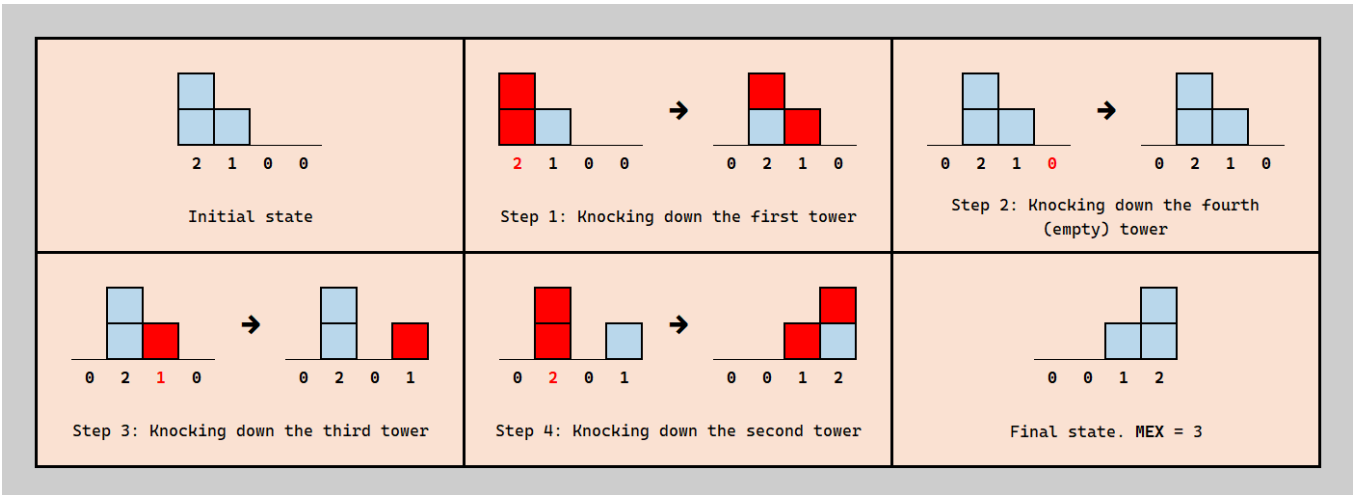 2 1 0 0
Initial state
2 1 0 0
0 2 1 0
Step 1: Knocking down the first tower
0 2 1 0
0 2 1 0
Step 2: Knocking down the fourth
(empty) tower
0 2 1 0
0 2 0 1
Step 3: Knocking down the third tower
0 2 0 1
0 0 1 2
Step 4: Knocking down the second tower
0 0 1 2
Final state. MEX = 3